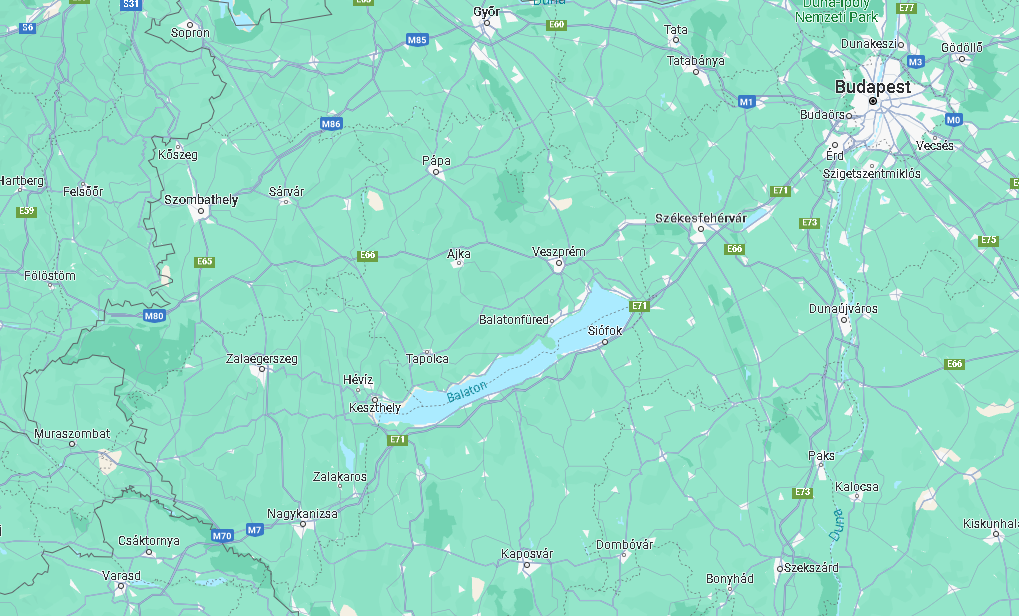 S31
E65
Győr
Duna
E60
Duna-Ipoly
Nemzeti Park
E77
S6
Sopron
M85
Tata
Tatabánya
Dunakeszi
Gödöllő
M3
Budapest
M1
Budaörs
M0
M86
Vecsés
Érd
Szigetszentmiklós
Kőszeg
Pápa
Hartberg
Felsőőr
Szombathely
Sárvár
E71
E59
Székesfehérvár
E73
E66
E75
Ajka
Veszprém
E66
E65
Fölöstöm
M80
Balatonfüred
E71
Siófok
Dunaújváros
Zalaegerszeg
Tapolca
E66
Hévíz
Balaton
Keszthely
Muraszombat
E71
Paks
Zalakaros
E73
Kalocsa
Nagykanizsa
Duna
M70
M7
Kiskunhala
Csáktornya
Kaposvár
Dombóvár
Szekszárd
Varasd
Bonyhád